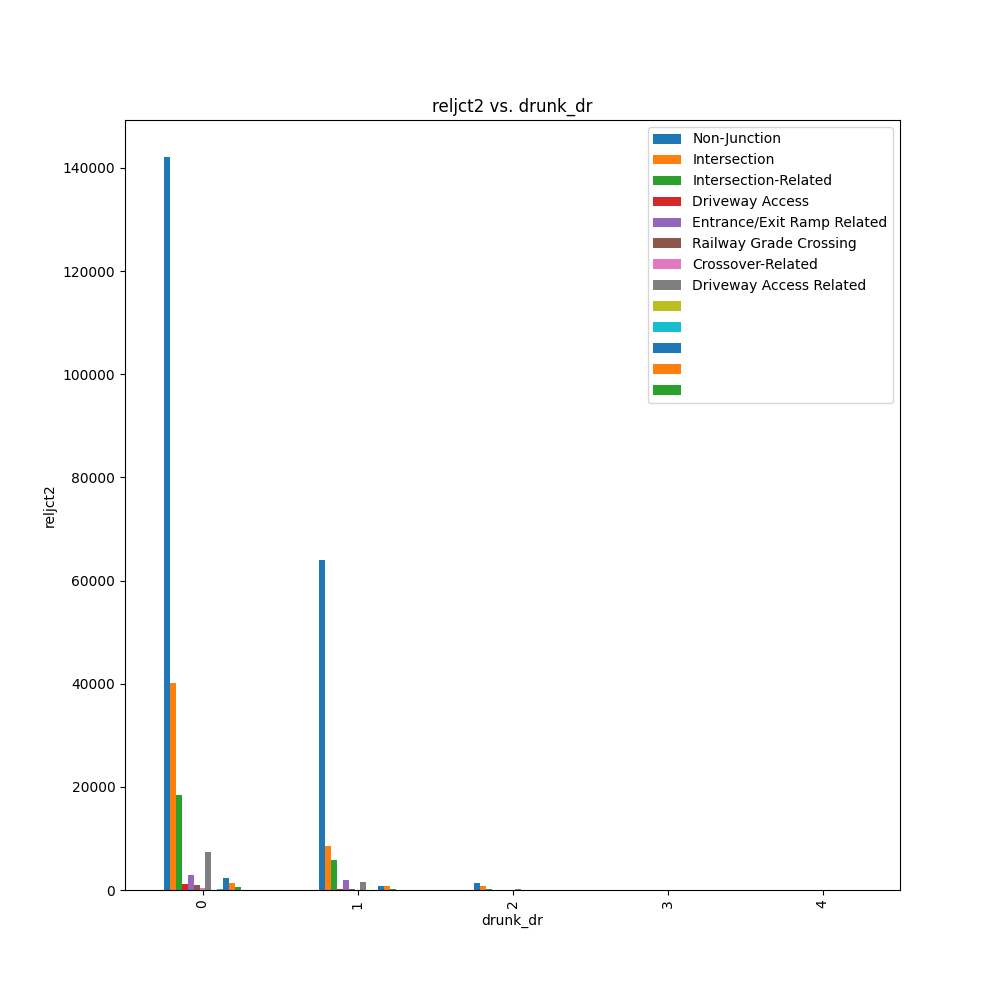 reljct2 vs. drunk_dr
Non-Junction
Intersection
Intersection-Related
Driveway Access
Entrance/Exit Ramp Related
Railway Grade Crossing
Crossover-Related
Driveway Access Related
140000
120000
100000
80000
60000
40000
20000
0
reljct2
0
1
2
3
4
drunk_dr